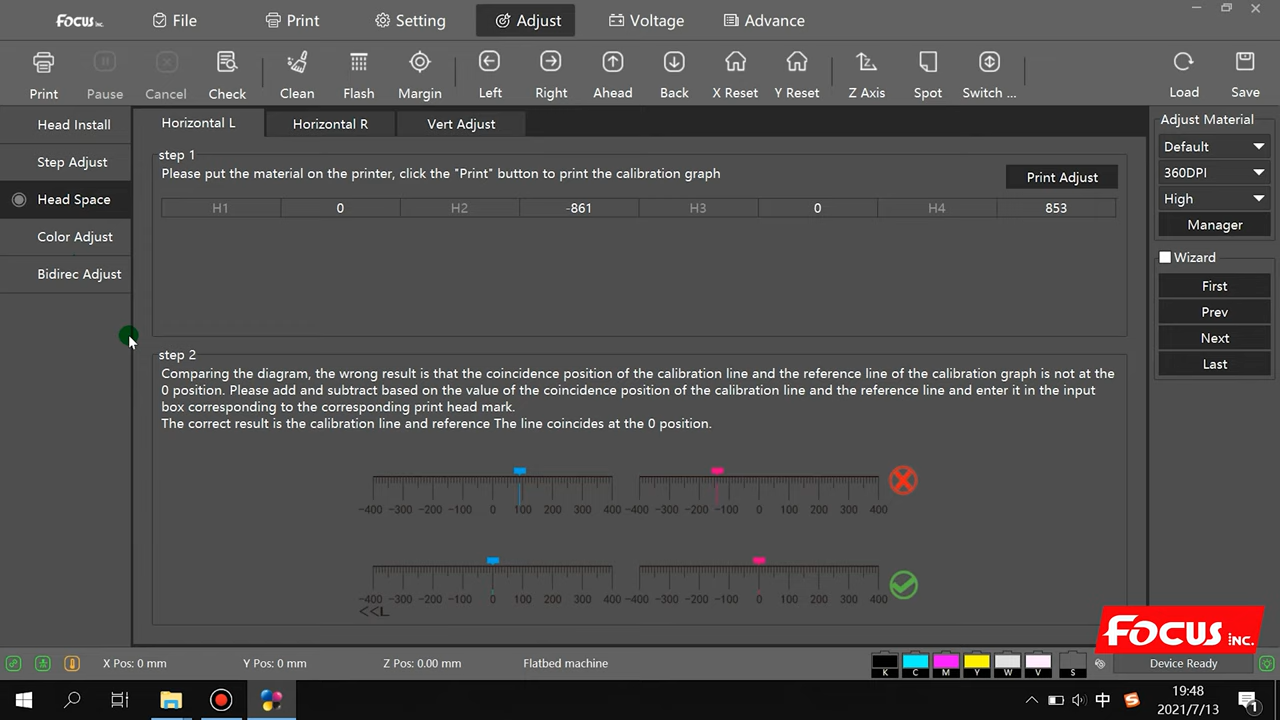 Focus INC.
File
Print
Setting
Adjust
Voltage
Advance
Print
Pause
Cancel
Check
Clean
Flash
Margin
Left
Right
Ahead
Back
X Reset
Y Reset
Z Axis
Spot
Switch ...
Load
Save
Head Install
Step Adjust
Head Space
Color Adjust
Bidirec Adjust
Horizontal L
Horizontal R
Vert Adjust
step 1
Please put the material on the printer, click the "Print" button to print the calibration graph
Print Adjust
H1 0 H2 -861 H3 0 H4 853
step 2
Comparing the diagram, the wrong result is that the coincidence position of the calibration line and the reference line of the calibration graph is not at the
0 position. Please add and subtract based on the value of the coincidence position of the calibration line and the reference line and enter it in the input
box corresponding to the corresponding print head mark.
The correct result is the calibration line and reference The line coincides at the 0 position.
-400 -300 -200 -100 0 100 200 300 400
-400 -300 -200 -100 0 100 200 300 400
-400 -300 -200 -100 0 100 200 300 400
-400 -300 -200 -100 0 100 200 300 400
<<L
Adjust Material
Default
360DPI
High
Manager
Wizard
First
Prev
Next
Last
Focus INC.
X Pos: 0 mm
Y Pos: 0 mm
Z Pos: 0.00 mm
Flatbed machine
K C M Y W V S
Device Ready
中
S
19:48
2021/7/13
1